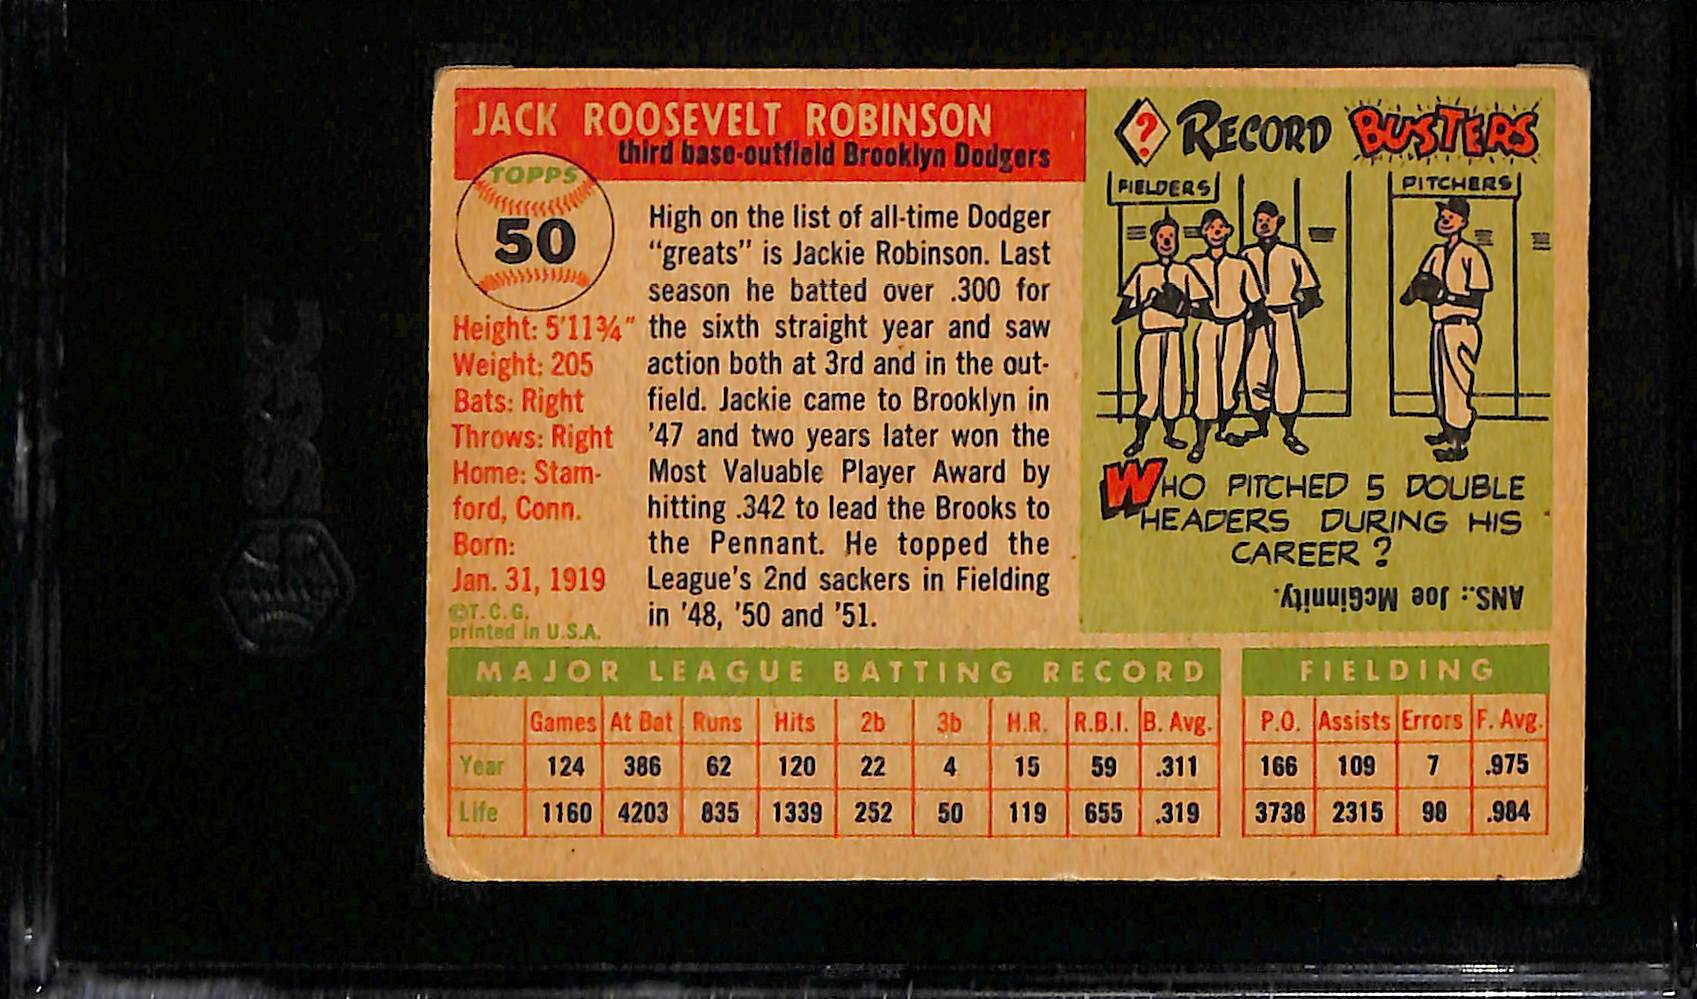 JACK ROOSEVELT ROBINSON
third base-outfield Brooklyn Dodgers
TOPPS
50
Height: 5'11¾"
Weight: 205
Bats: Right
Throws: Right
Home: Stam-
ford, Conn.
Born:
Jan. 31, 1919
©T.C.G.
printed in U.S.A.
High on the list of all-time Dodger
"greats" is Jackie Robinson. Last
season he batted over .300 for
the sixth straight year and saw
action both at 3rd and in the out-
field. Jackie came to Brooklyn in
'47 and two years later won the
Most Valuable Player Award by
hitting .342 to lead the Brooks to
the Pennant. He topped the
League's 2nd sackers in Fielding
in '48, '50 and '51.
? RECORD BUSTERS
FIELDERS
PITCHERS
WHO PITCHED 5 DOUBLE
HEADERS DURING HIS
CAREER?
ANS.: Joe McGinnity.
MAJOR LEAGUE BATTING RECORD
Games At Bat Runs Hits 2b 3b H.R. R.B.I. B. Avg.
Year 124 386 62 120 22 4 15 59 .311
Life 1160 4203 835 1339 252 50 119 655 .319
FIELDING
P.O. Assists Errors F. Avg.
166 109 7 .975
3738 2315 98 .984
SGC